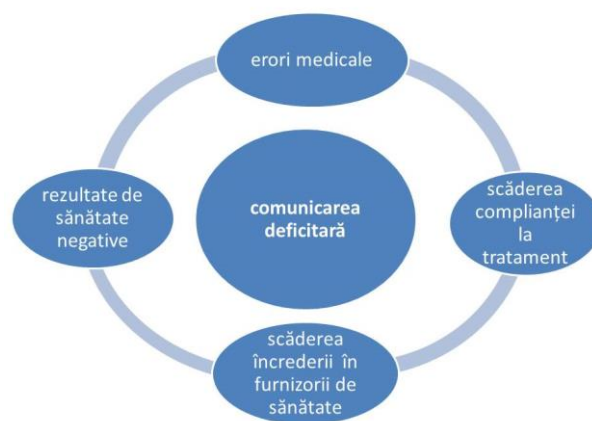 erori medicale
rezultate de
sănătate
negative
comunicarea
deficitară
scăderea
complianței
la
tratament
scăderea
încrederii în
furnizorii de
sănătate